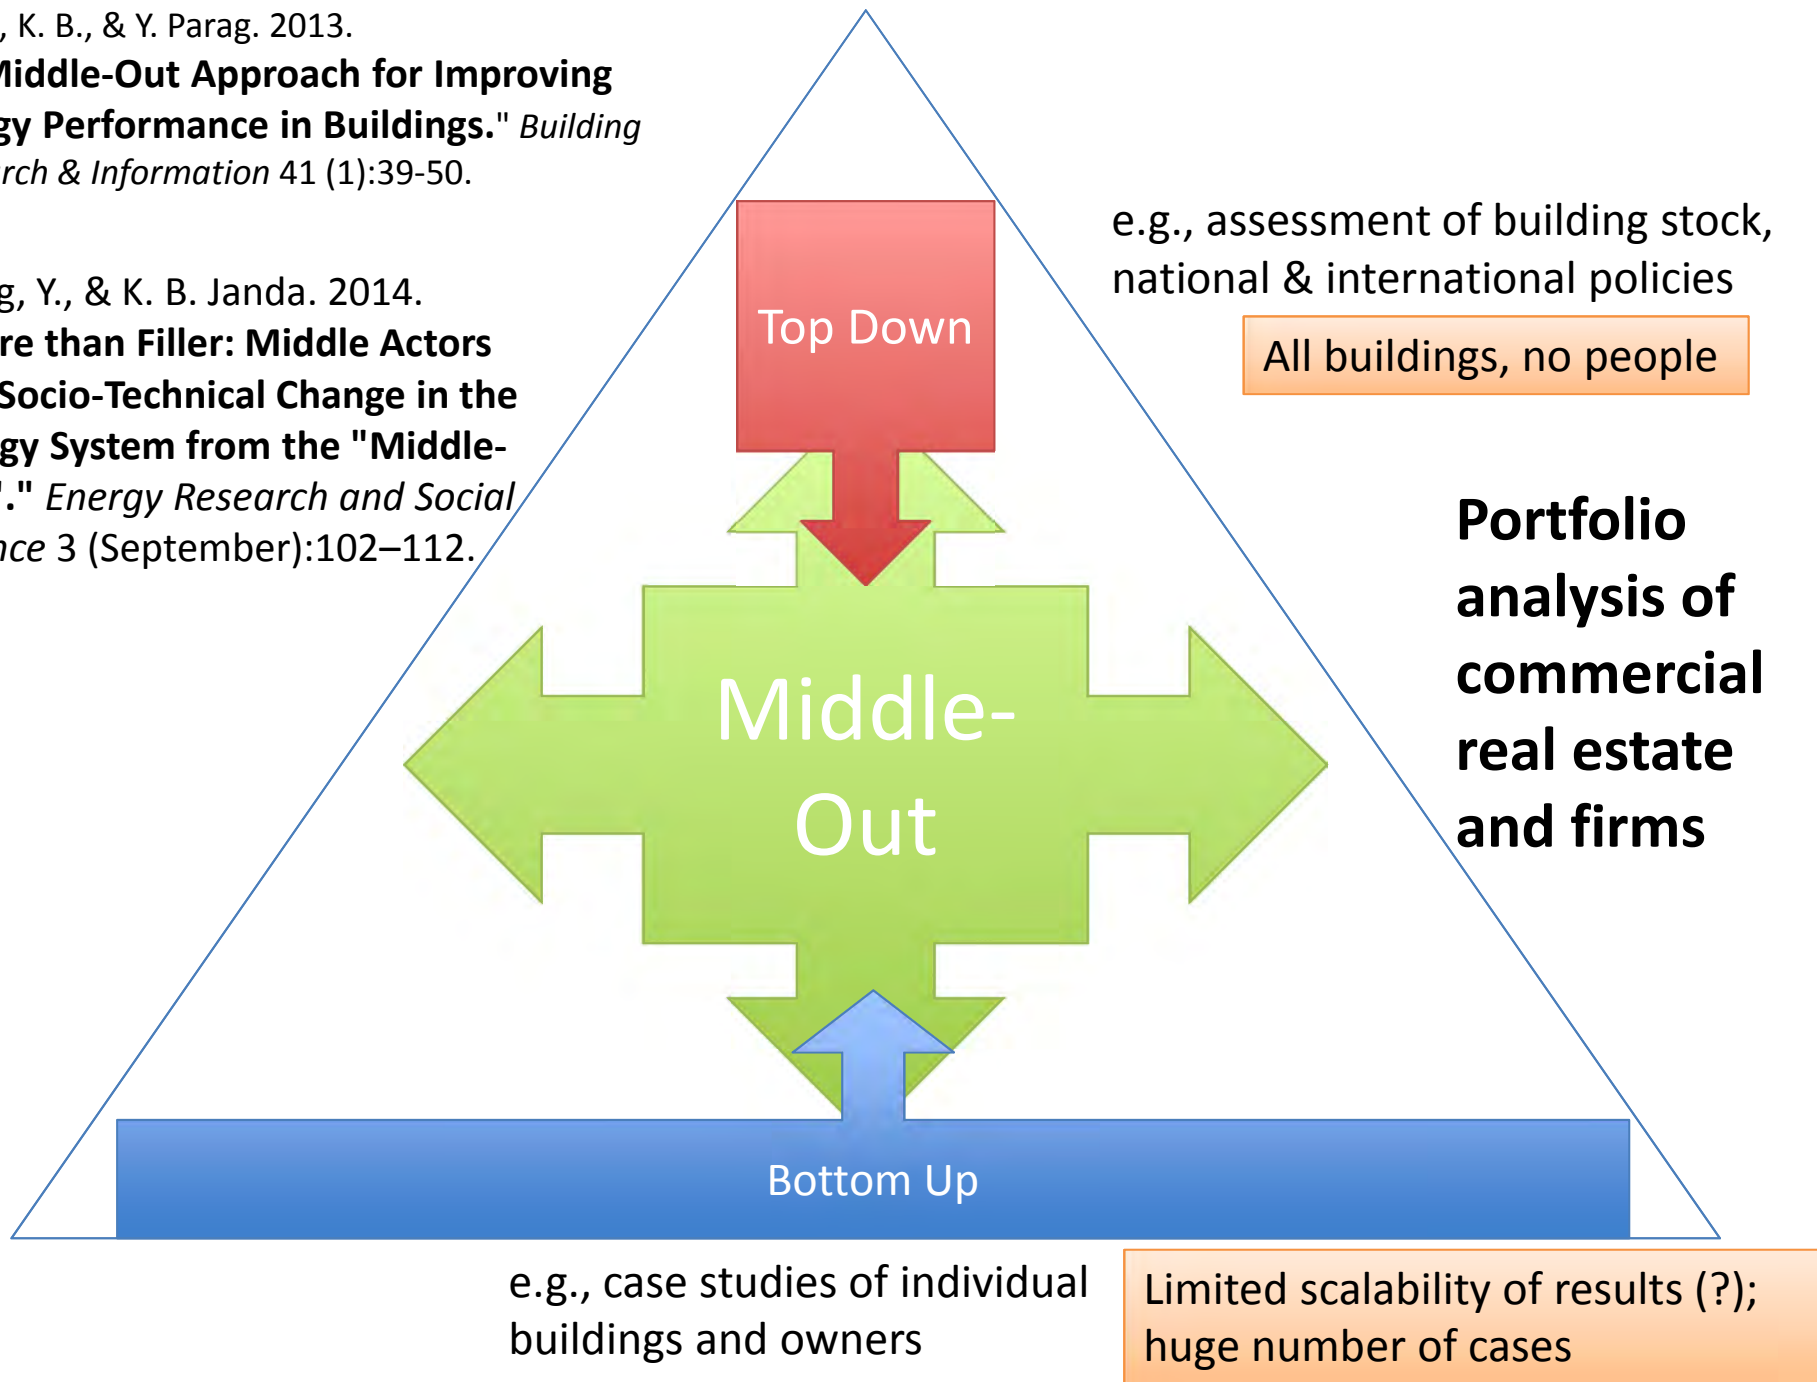 , K. B., & Y. Parag. 2013.
Middle-Out Approach for Improving
gy Performance in Buildings." Building
rch & Information 41 (1):39-50.
g, Y., & K. B. Janda. 2014.
re than Filler: Middle Actors
Socio-Technical Change in the
gy System from the "Middle-
"." Energy Research and Social
nce 3 (September):102–112.
Top Down
e.g., assessment of building stock,
national & international policies
All buildings, no people
Middle-
Out
Portfolio
analysis of
commercial
real estate
and firms
Bottom Up
e.g., case studies of individual
buildings and owners
Limited scalability of results (?);
huge number of cases